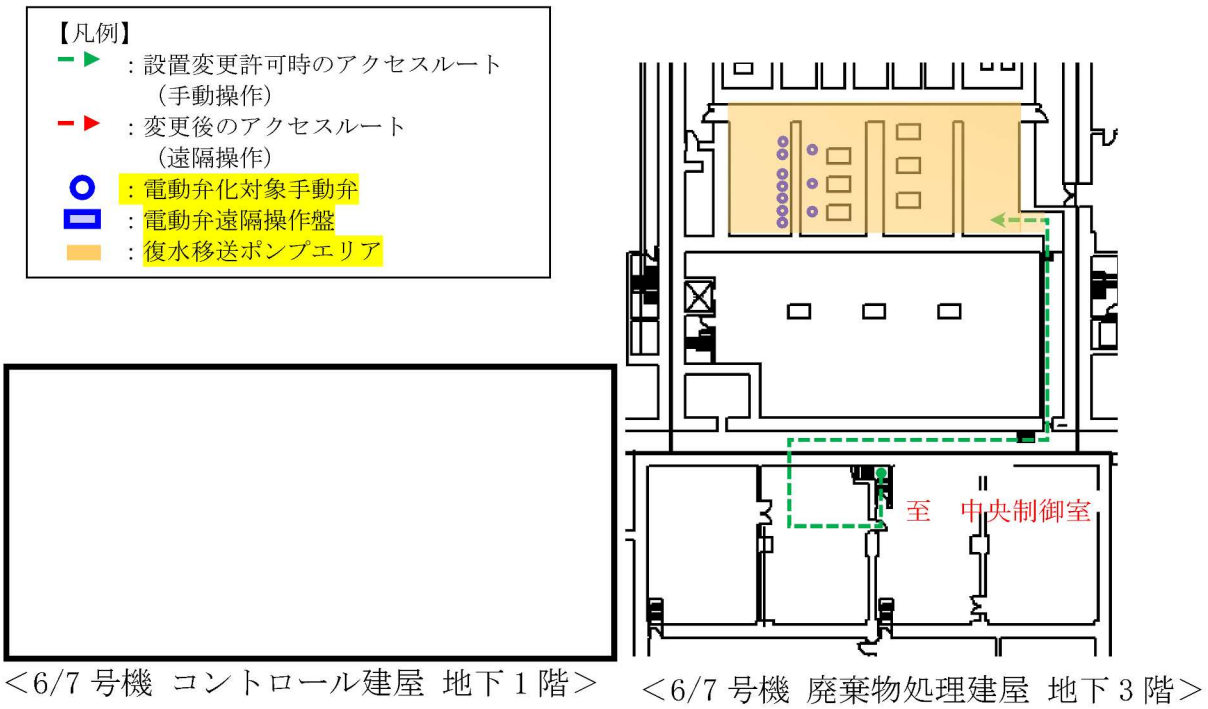 【凡例】
：設置変更許可時のアクセスルート
（手動操作）
：変更後のアクセスルート
（遠隔操作）
：電動弁化対象手動弁
：電動弁遠隔操作盤
：復水移送ポンプエリア
至　中央制御室
＜6/7 号機 コントロール建屋 地下 1 階＞
＜6/7 号機 廃棄物処理建屋 地下 3 階＞